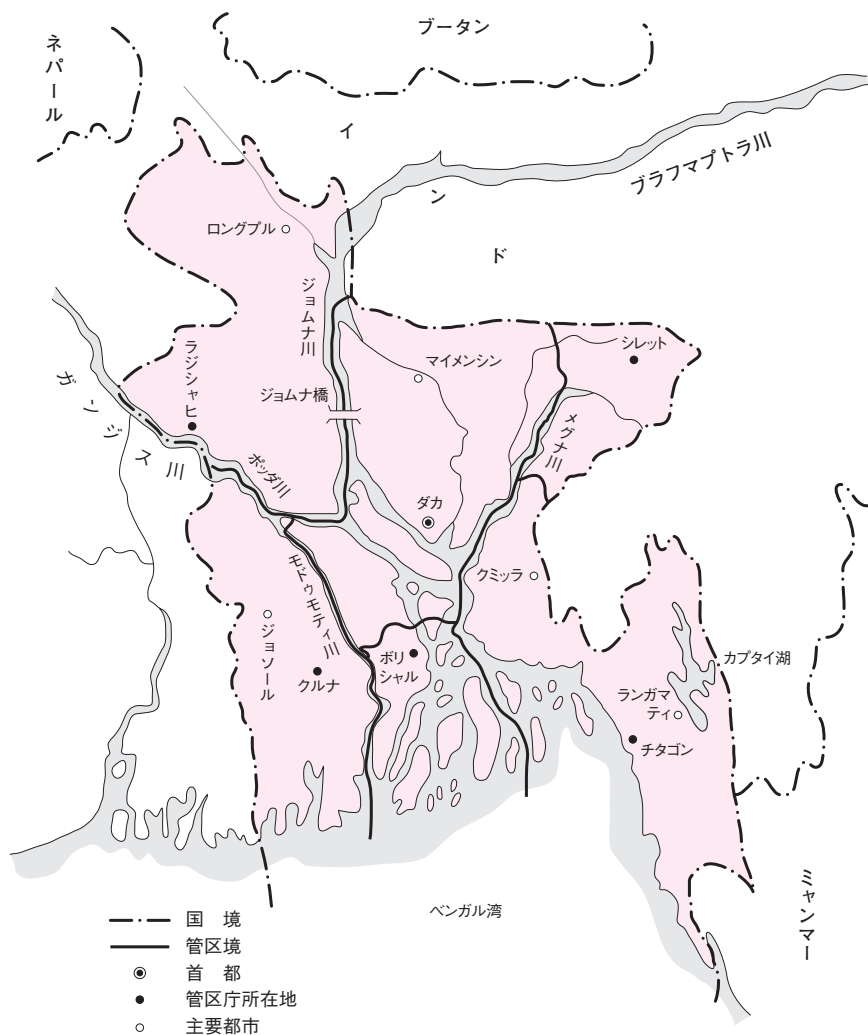 ブータン
ネパール
インド
ブラフマプトラ川
ロングプル
ジョムナ川
シレット
マイメンシン
ラジシャヒ
ジョムナ橋
ガンジス川
メグナ川
ポッダ川
ダカ
クミッラ
モドゥモティ川
ジョソール
ボリ
シャル
クルナ
カプタイ湖
ランガマ
ティ
チタゴン
ミャンマー
ベンガル湾
国　境
管区境
首　都
管区庁所在地
主要都市